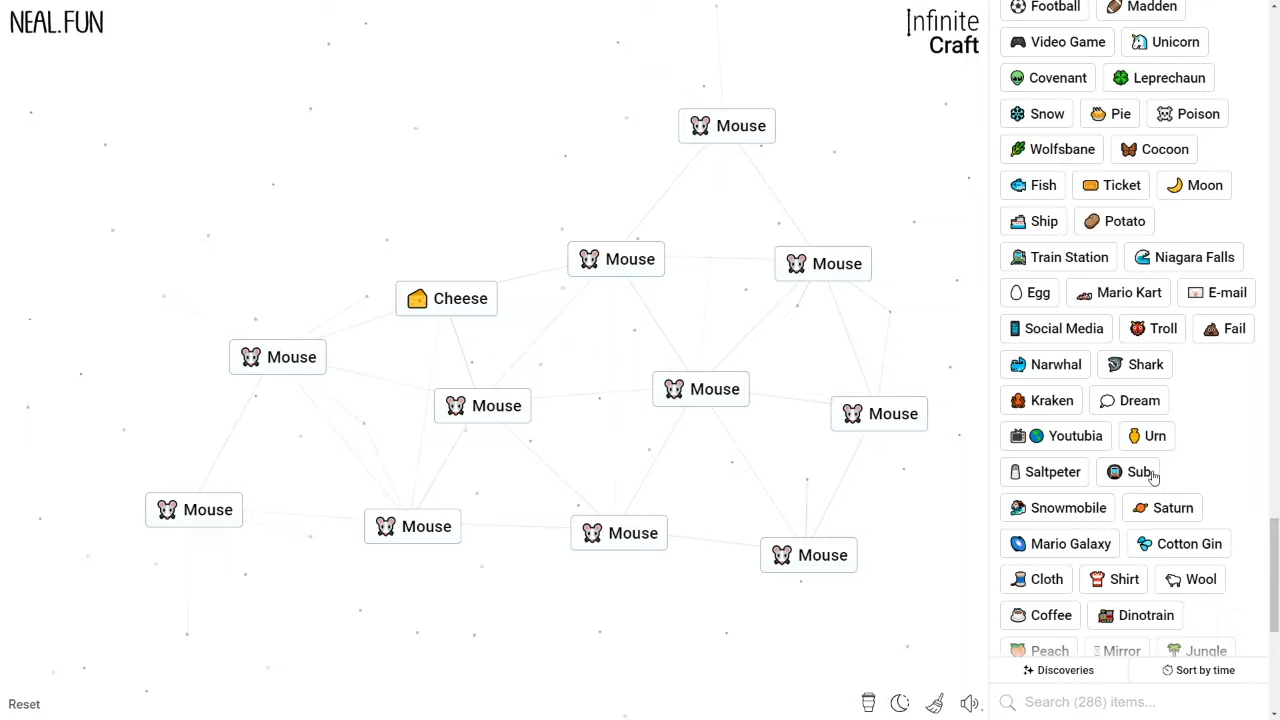 NEAL.FUN
Infinite
Craft
Mouse
Mouse
Mouse
Cheese
Mouse
Mouse
Mouse
Mouse
Mouse
Mouse
Mouse
Mouse
Reset
Football
Madden
Video Game
Unicorn
Covenant
Leprechaun
Snow
Pie
Poison
Wolfsbane
Cocoon
Fish
Ticket
Moon
Ship
Potato
Train Station
Niagara Falls
Egg
Mario Kart
E-mail
Social Media
Troll
Fail
Narwhal
Shark
Kraken
Dream
Youtubia
Urn
Saltpeter
Sub
Snowmobile
Saturn
Mario Galaxy
Cotton Gin
Cloth
Shirt
Wool
Coffee
Dinotrain
Peach
Mirror
Jungle
Discoveries
Sort by time
Search (286) items...